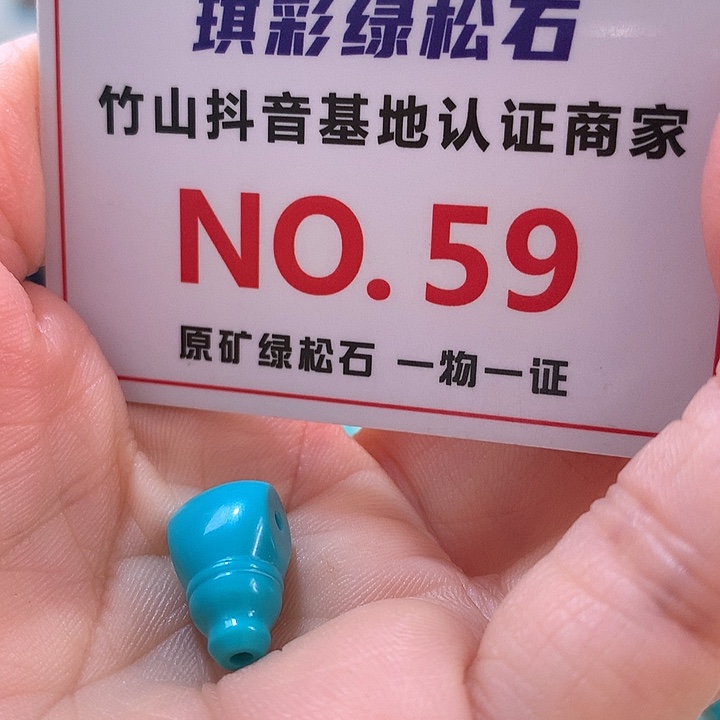 琪彩绿松石
竹山抖音基地认证商家
NO. 59
原矿绿松石 一物一证